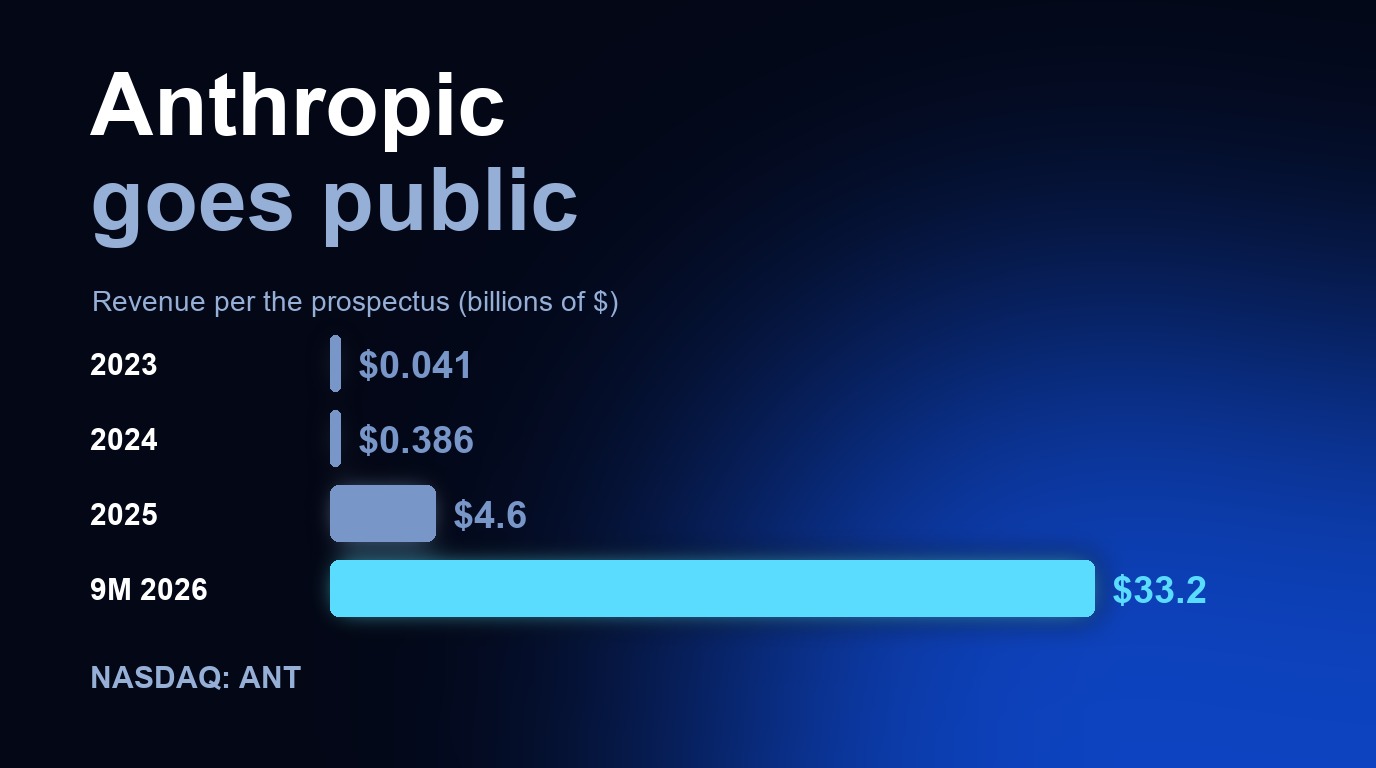 Anthropic
goes public
Revenue per the prospectus (billions of $)
2023 $0.041
2024 $0.386
2025 $4.6
9M 2026 $33.2
NASDAQ: ANT